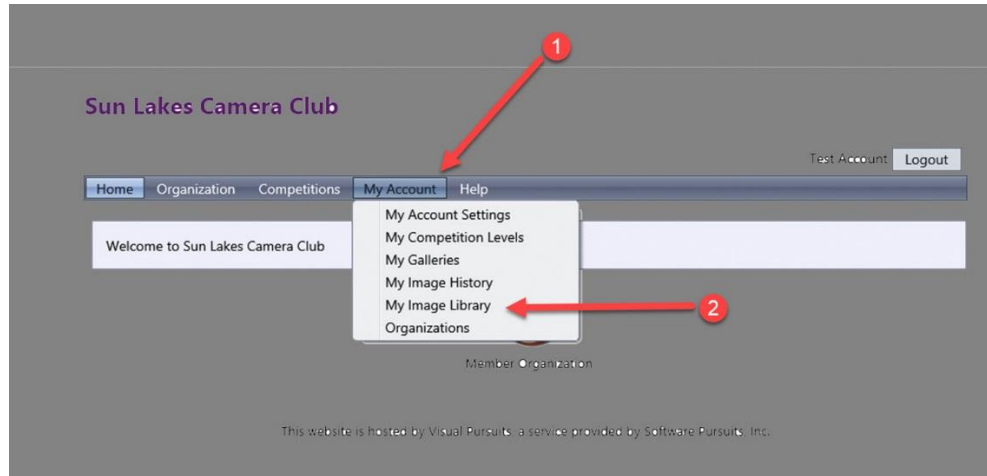 1
Sun Lakes Camera Club
Test Account Logout
Home Organization Competitions My Account Help
My Account Settings
Welcome to Sun Lakes Camera Club
My Competition Levels
My Galleries
My Image History
My Image Library
2
Organizations
Member Organization
This website is hosted by Visual Pursuits, a service provided by Software Pursuits, Inc.